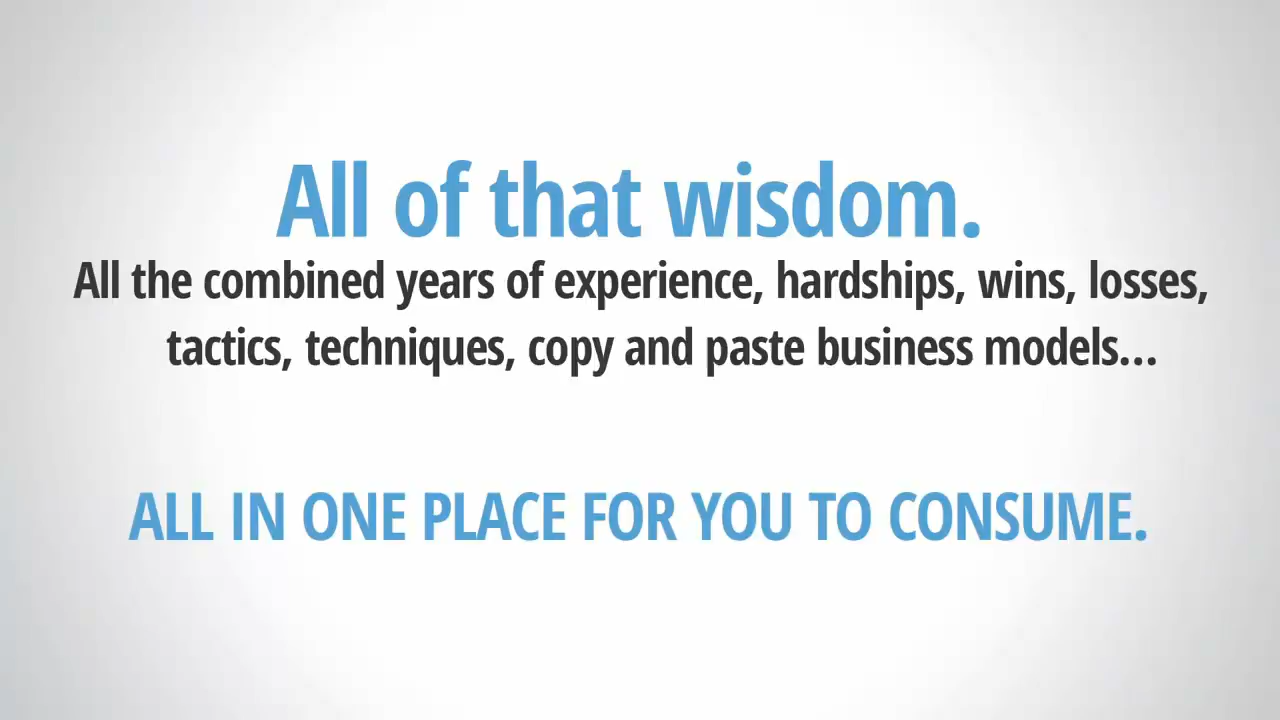 All of that wisdom.
All the combined years of experience, hardships, wins, losses,
tactics, techniques, copy and paste business models...
ALL IN ONE PLACE FOR YOU TO CONSUME.